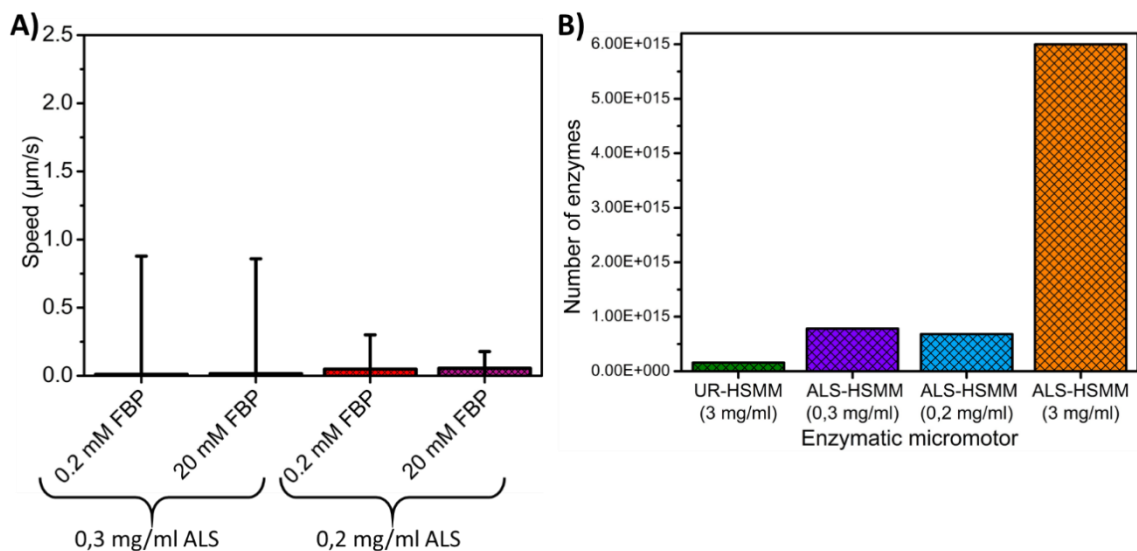 A)
2.5
2.0
1.5
1.0
0.5
0.0
Speed (µm/s)
0.2 mM FBP
20 mM FBP
0.2 mM FBP
20 mM FBP
0,3 mg/ml ALS
0,2 mg/ml ALS
B)
6.00E+015
5.00E+015
4.00E+015
3.00E+015
2.00E+015
1.00E+015
0.00E+000
Number of enzymes
UR-HSMM
(3 mg/ml)
ALS-HSMM
(0,3 mg/ml)
ALS-HSMM
(0,2 mg/ml)
ALS-HSMM
(3 mg/ml)
Enzymatic micromotor